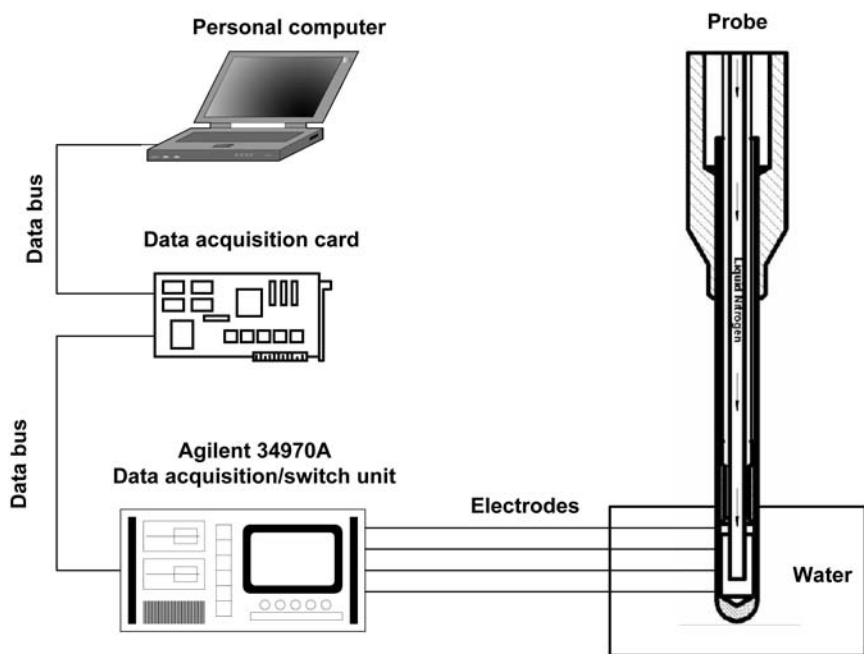 Personal computer
Probe
Data bus
Data acquisition card
Liquid Nitrogen
Data bus
Agilent 34970A
Data acquisition/switch unit
Electrodes
Water